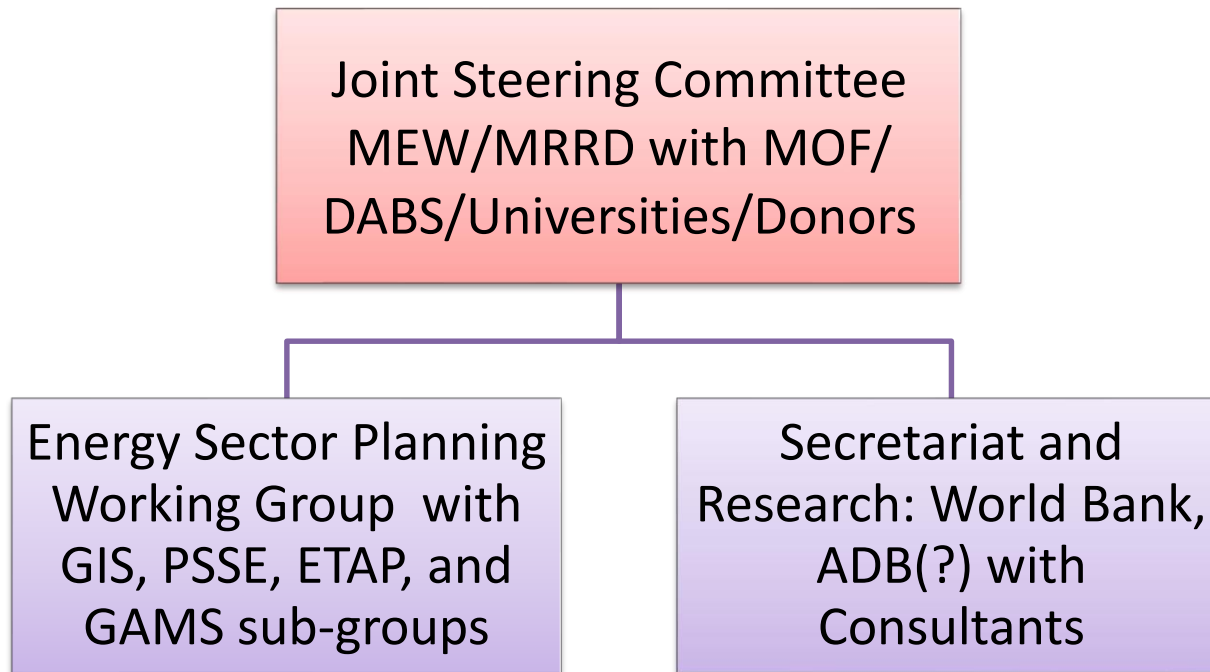 Joint Steering Committee
MEW/MRRD with MOF/
DABS/Universities/Donors
Energy Sector Planning
Working Group with
GIS, PSSE, ETAP, and
GAMS sub-groups
Secretariat and
Research: World Bank,
ADB(?) with
Consultants